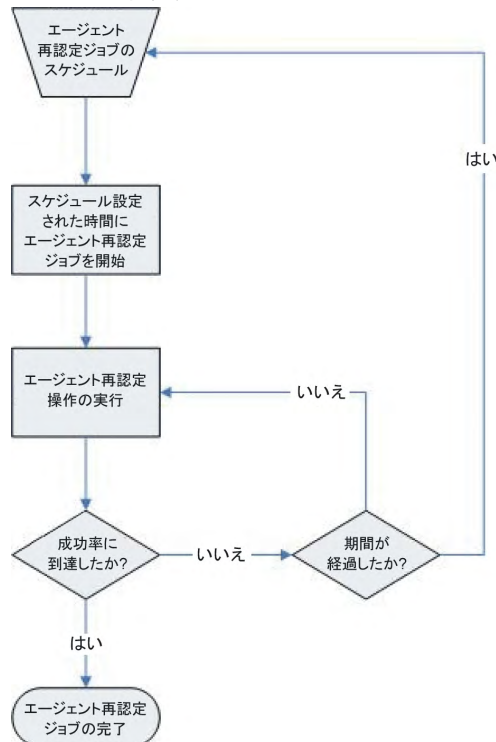 エージェント
再認定ジョブの
スケジュール
はい
スケジュール設定
された時間に
エージェント再認定
ジョブを開始
エージェント再認定
操作の実行
いいえ
成功率に
到達したか?
いいえ
期間が
経過したか?
はい
エージェント再認定
ジョブの完了